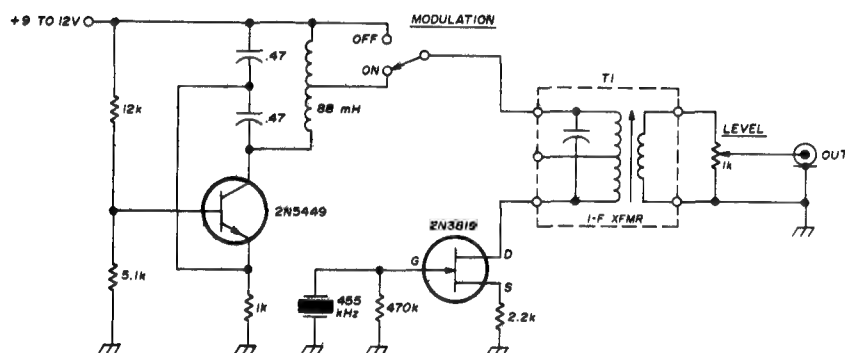 +9 TO 12V
MODULATION
OFF
ON
.47
.47
12k
88 mH
T1
LEVEL
1k
OUT
2N5449
I-F XFMR
2N3819
G
D
S
5.1k
1k
455
kHz
470k
2.2k